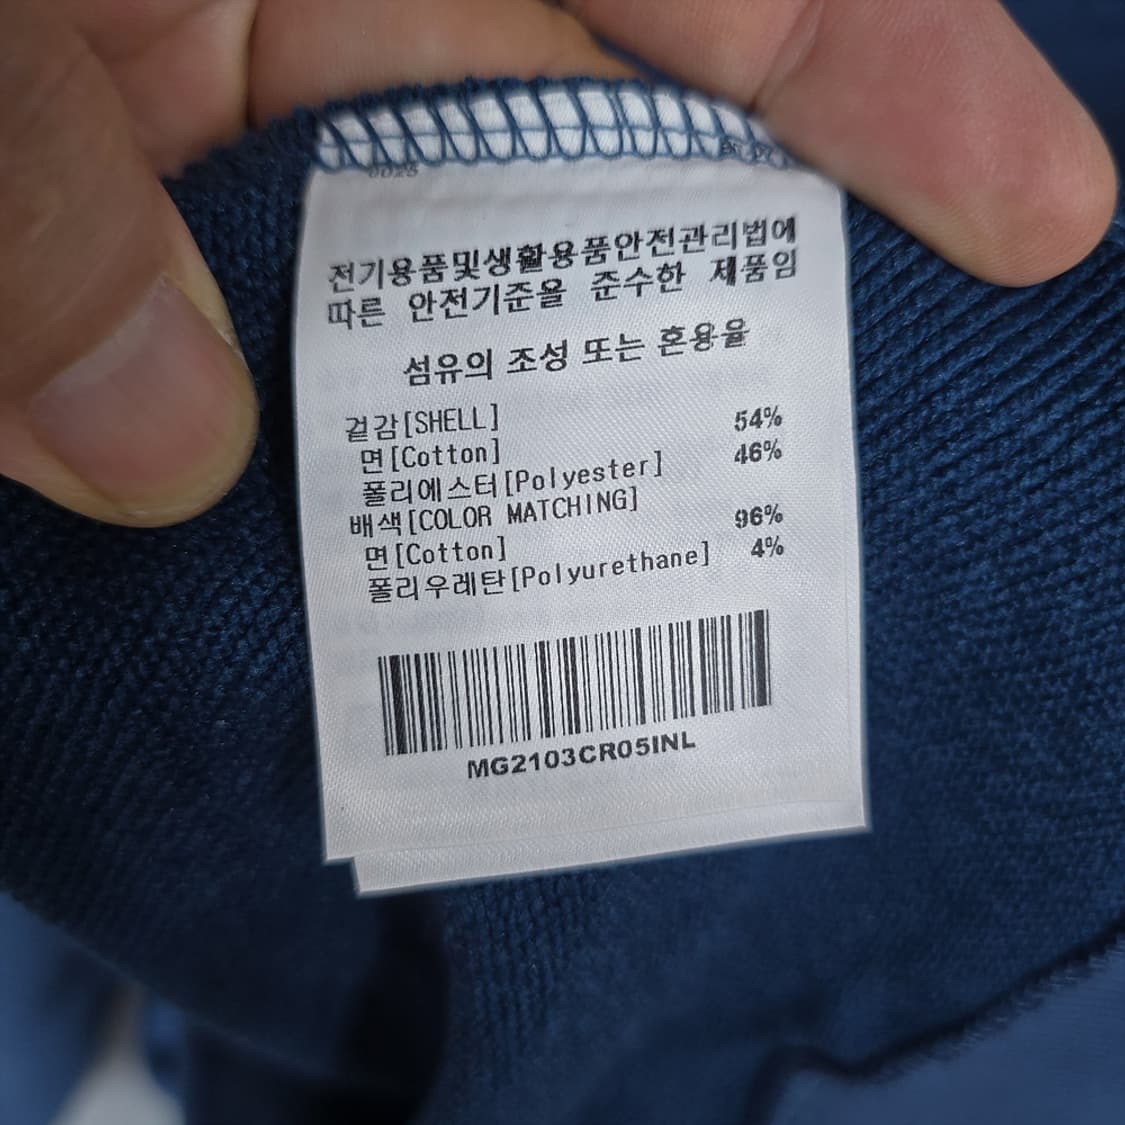 0025
전기용품및생활용품안전관리법에
따른 안전기준을 준수한 제품임
섬유의 조성 또는 혼용율
겉감[SHELL]
면[Cotton] 54%
폴리에스터[Polyester] 46%
배색[COLOR MATCHING]
면[Cotton] 96%
폴리우레탄[Polyurethane] 4%
MG2103CR05INL